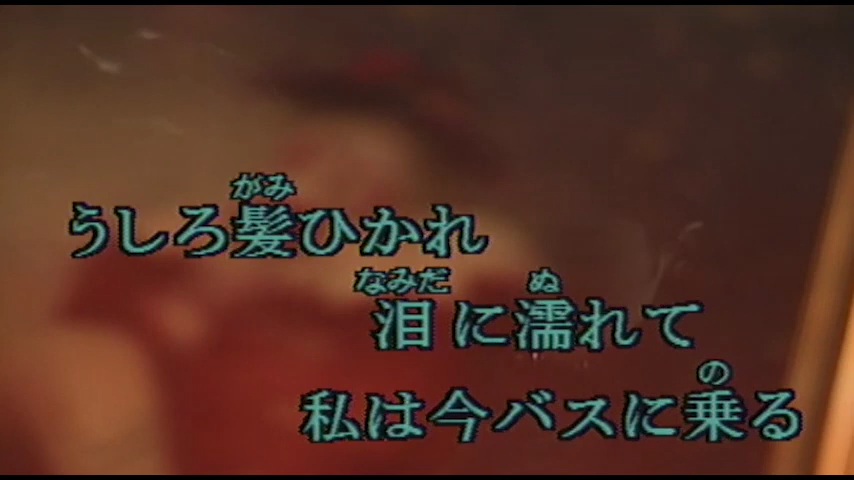 がみ
うしろ髪ひかれ
なみだ ぬ
泪に濡れて
の
私は今バスに乗る